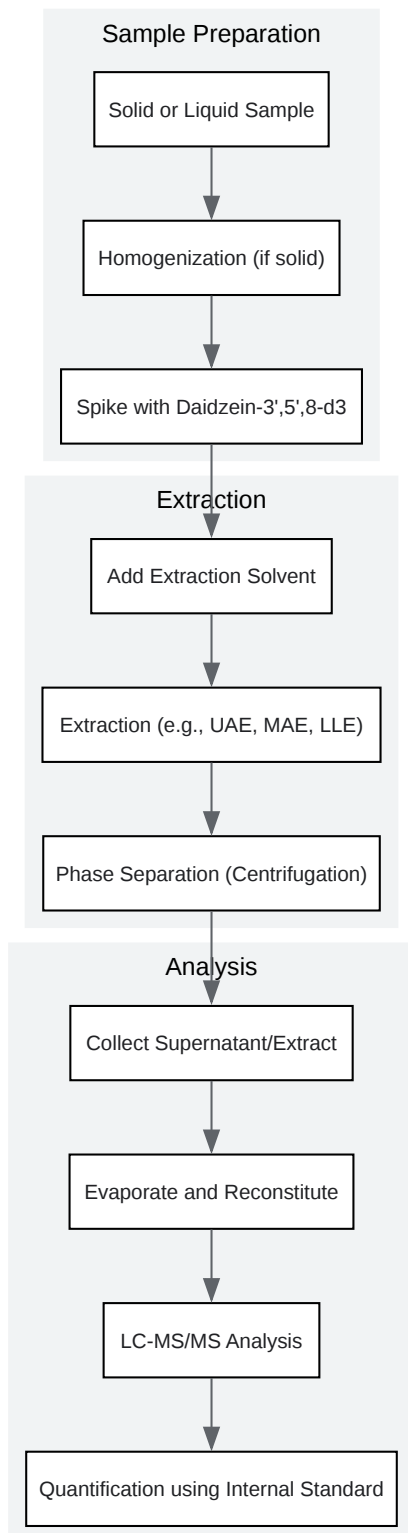 Sample Preparation
Solid or Liquid Sample
Homogenization (if solid)
Spike with Daidzein-3',5',8-d3
Extraction
Add Extraction Solvent
Extraction (e.g., UAE, MAE, LLE)
Phase Separation (Centrifugation)
Analysis
Collect Supernatant/Extract
Evaporate and Reconstitute
LC-MS/MS Analysis
Quantification using Internal Standard